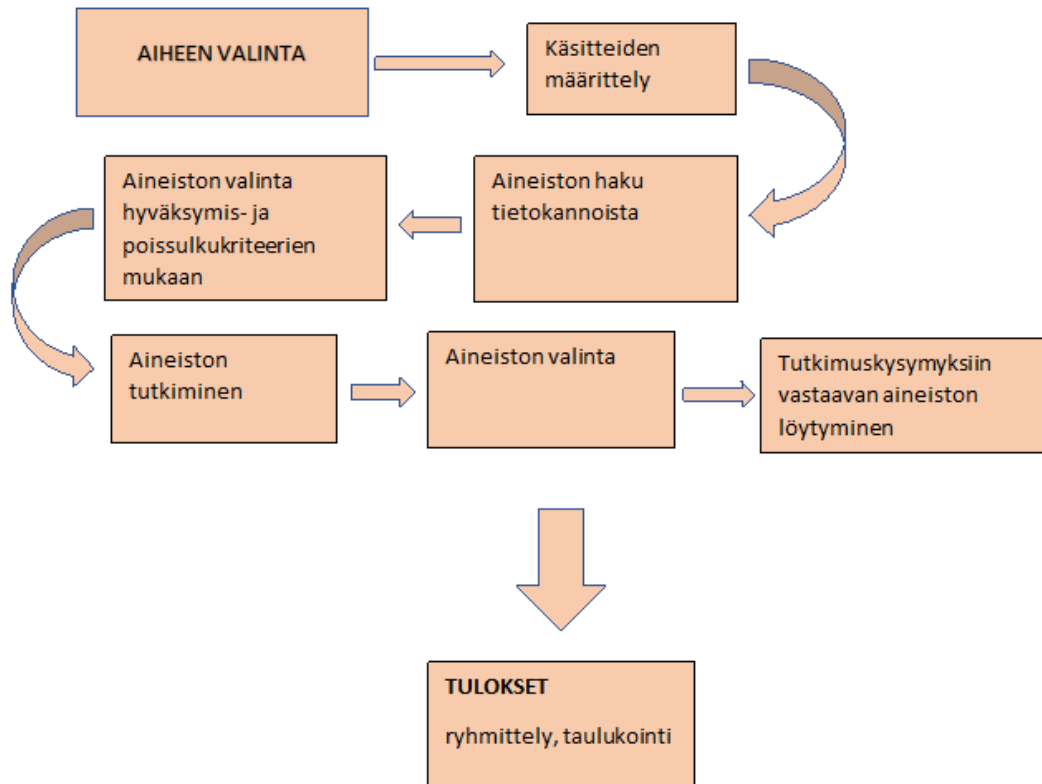 AIHEEN VALINTA
Käsitteiden
määrittely
Aineiston haku
tietokannoista
Aineiston valinta
hyväksymis- ja
poissulkukriteerien
mukaan
Aineiston
tutkiminen
Aineiston valinta
Tutkimuskysymyksiin
vastaavan aineiston
löytyminen
TULOKSET
ryhmittely, taulukointi